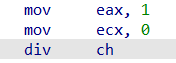 mov eax, 1
mov ecx, 0
div ch